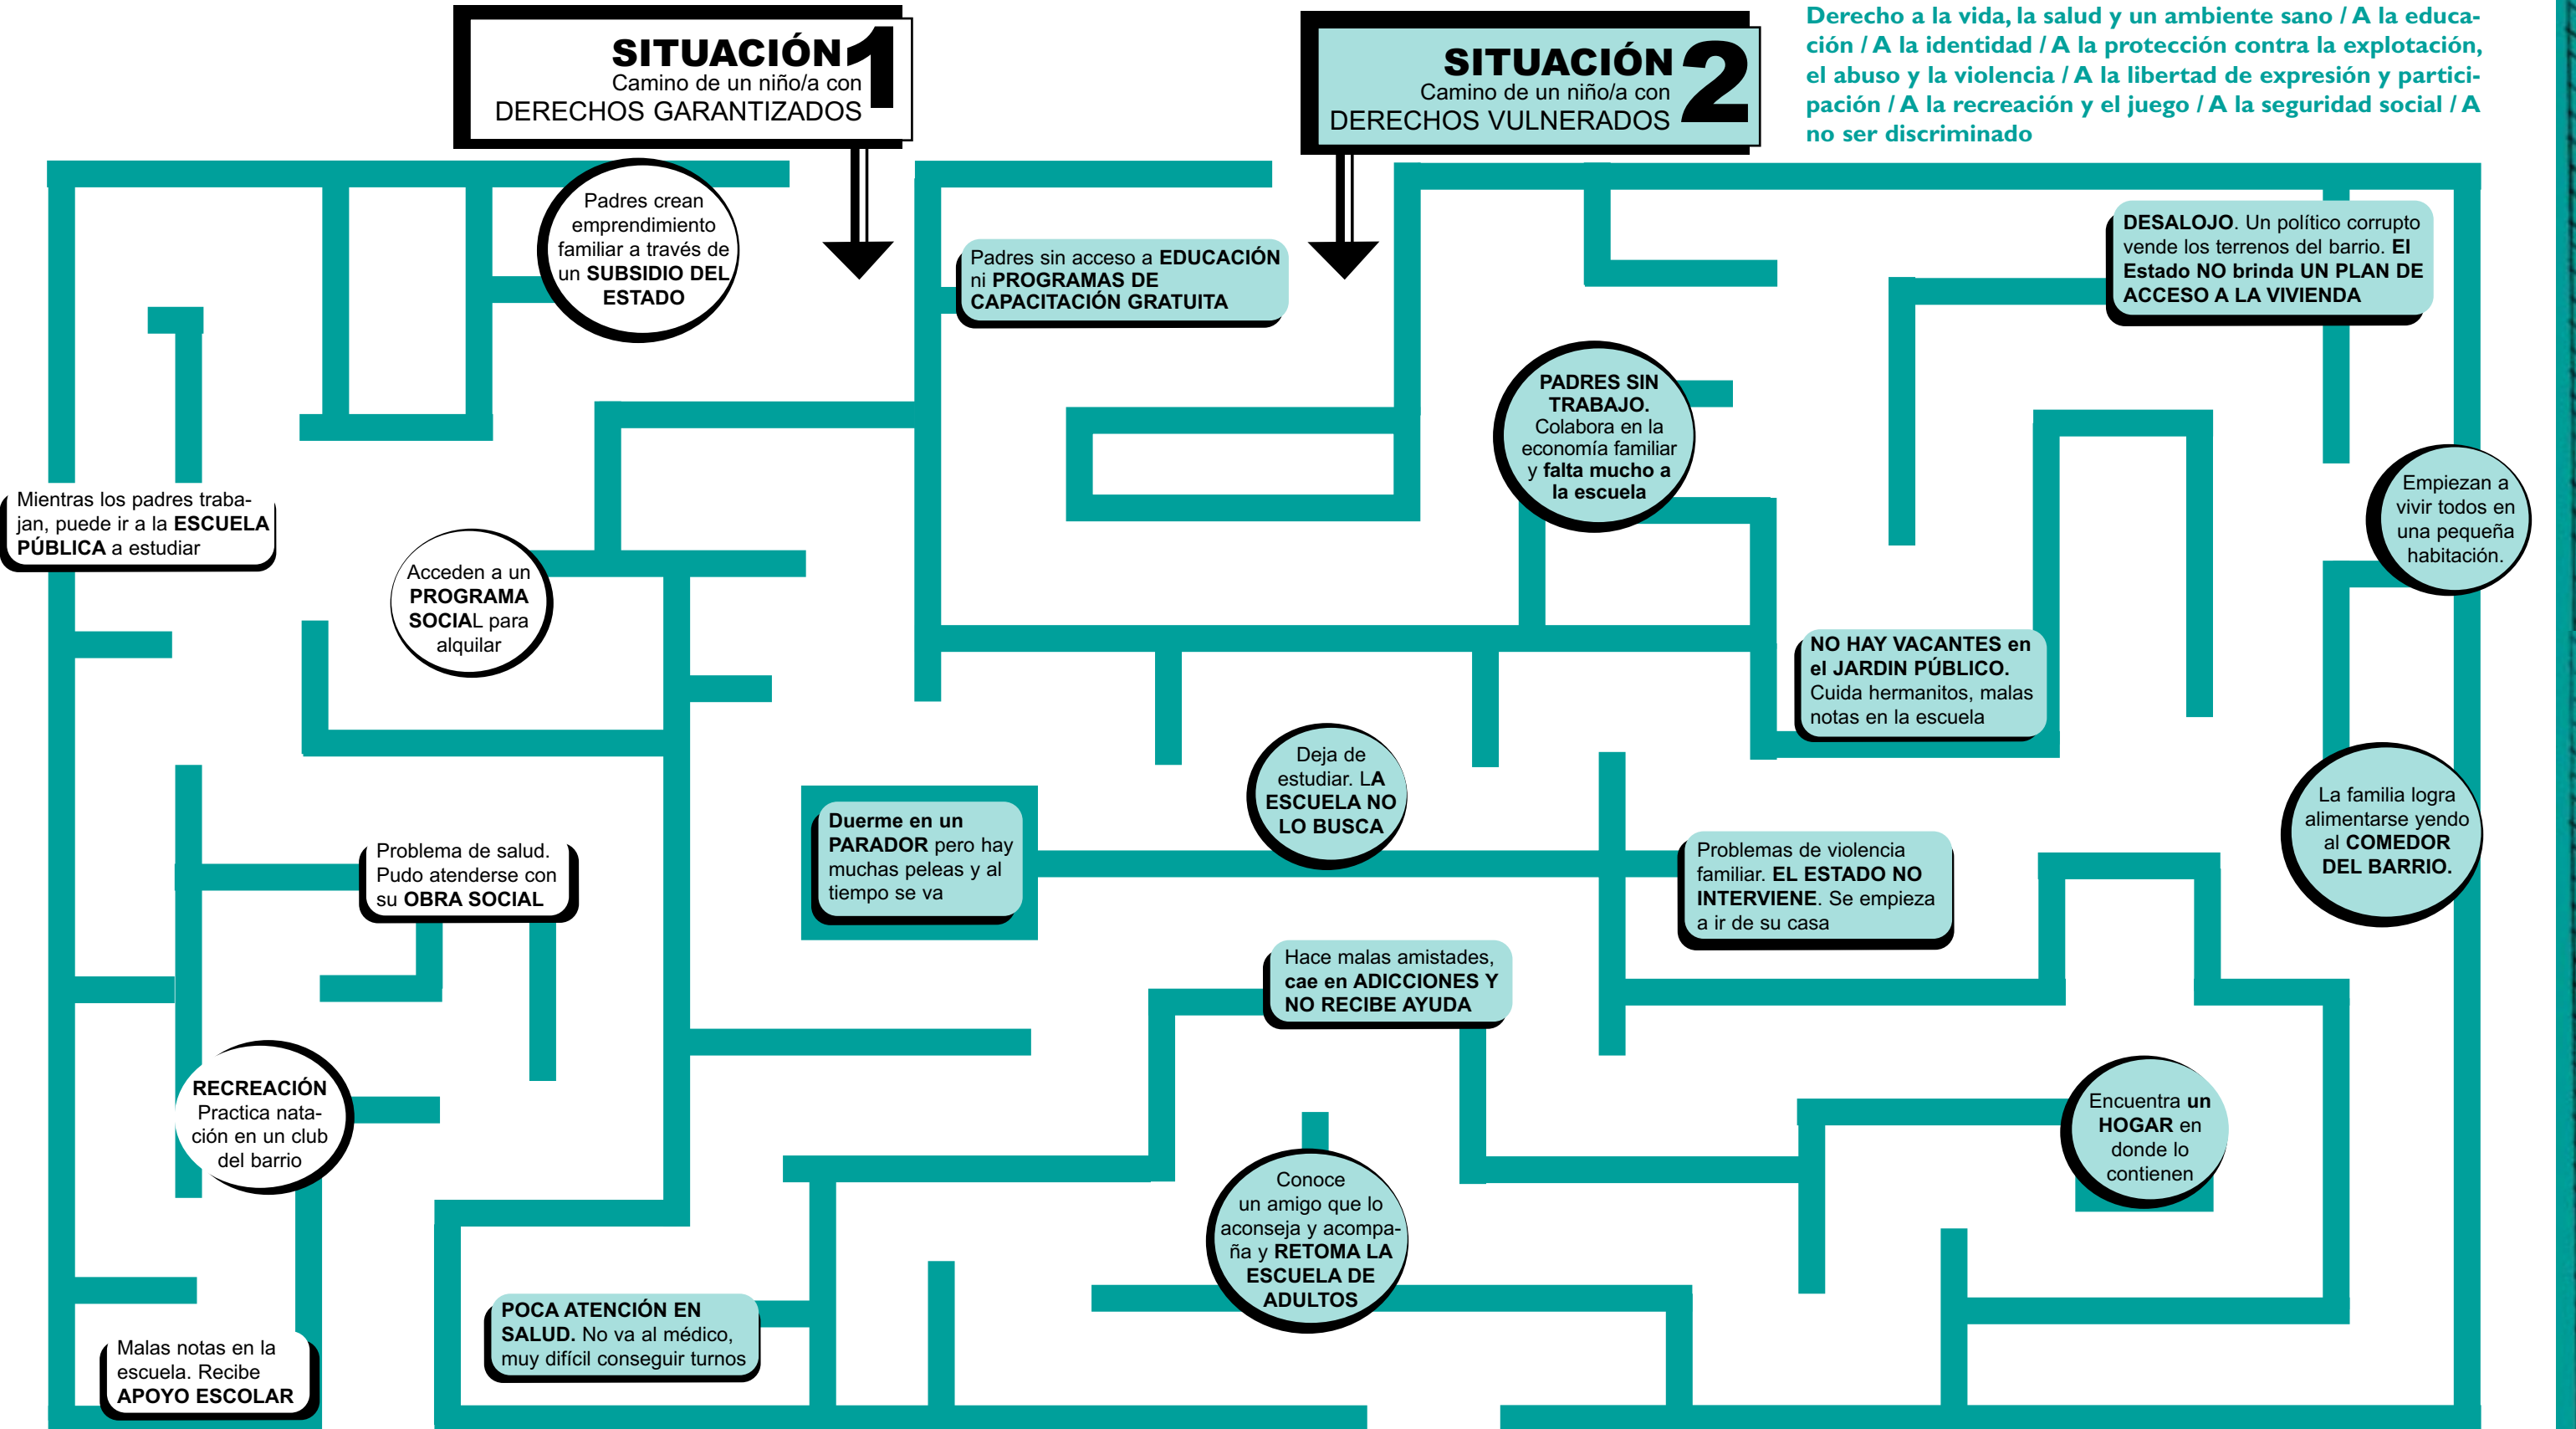 SITUACIÓN 1
Camino de un niño/a con
DERECHOS GARANTIZADOS
SITUACIÓN 2
Camino de un niño/a con
DERECHOS VULNERADOS
Derecho a la vida, la salud y un ambiente sano / A la educa-
ción / A la identidad / A la protección contra la explotación,
el abuso y la violencia / A la libertad de expresión y partici-
pación / A la recreación y el juego / A la seguridad social / A
no ser discriminado
Padres crean
emprendimiento
familiar a través de
un SUBSIDIO DEL
ESTADO
Padres sin acceso a EDUCACIÓN
ni PROGRAMAS DE
CAPACITACIÓN GRATUITA
DESALOJO. Un político corrupto
vende los terrenos del barrio. El
Estado NO brinda UN PLAN DE
ACCESO A LA VIVIENDA
PADRES SIN
TRABAJO.
Colabora en la
economía familiar
y falta mucho a
la escuela
Empiezan a
vivir todos en
una pequeña
habitación.
Mientras los padres traba-
jan, puede ir a la ESCUELA
PÚBLICA a estudiar
Acceden a un
PROGRAMA
SOCIAL para
alquilar
NO HAY VACANTES en
el JARDIN PÚBLICO.
Cuida hermanitos, malas
notas en la escuela
Deja de
estudiar. LA
ESCUELA NO
LO BUSCA
La familia logra
alimentarse yendo
al COMEDOR
DEL BARRIO.
Duerme en un
PARADOR pero hay
muchas peleas y al
tiempo se va
Problemas de violencia
familiar. EL ESTADO NO
INTERVIENE. Se empieza
a ir de su casa
Problema de salud.
Pudo atenderse con
su OBRA SOCIAL
Hace malas amistades,
cae en ADICCIONES Y
NO RECIBE AYUDA
RECREACIÓN
Practica nata-
ción en un club
del barrio
Encuentra un
HOGAR en
donde lo
contienen
Conoce
un amigo que lo
aconseja y acompa-
ña y RETOMA LA
ESCUELA DE
ADULTOS
POCA ATENCIÓN EN
SALUD. No va al médico,
muy difícil conseguir turnos
Malas notas en la
escuela. Recibe
APOYO ESCOLAR